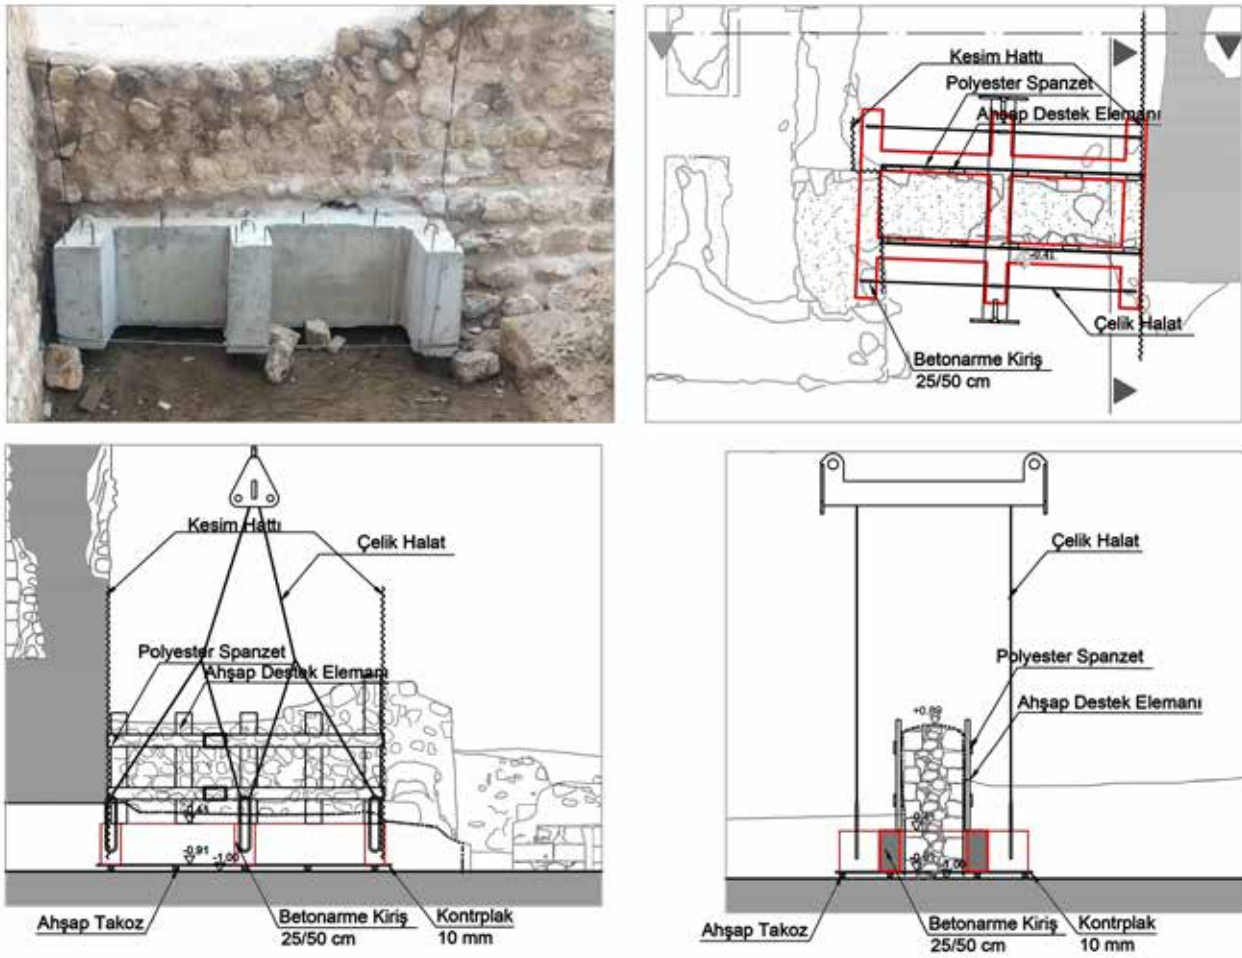 Kesim Hattı
Polyester Spanzet
Ahşap Destek Elemanı
-0.41
Çelik Halat
Betonarme Kiriş
25/50 cm
Kesim Hattı
Çelik Halat
Polyester Spanzet
Ahşap Destek Elemanı
-0.45
-0.91
-1.00
Ahşap Takoz
Betonarme Kiriş
25/50 cm
Kontrplak
10 mm
Çelik Halat
Polyester Spanzet
Ahşap Destek Elemanı
+0.89
-1.00
Ahşap Takoz
Betonarme Kiriş
25/50 cm
Kontrplak
10 mm